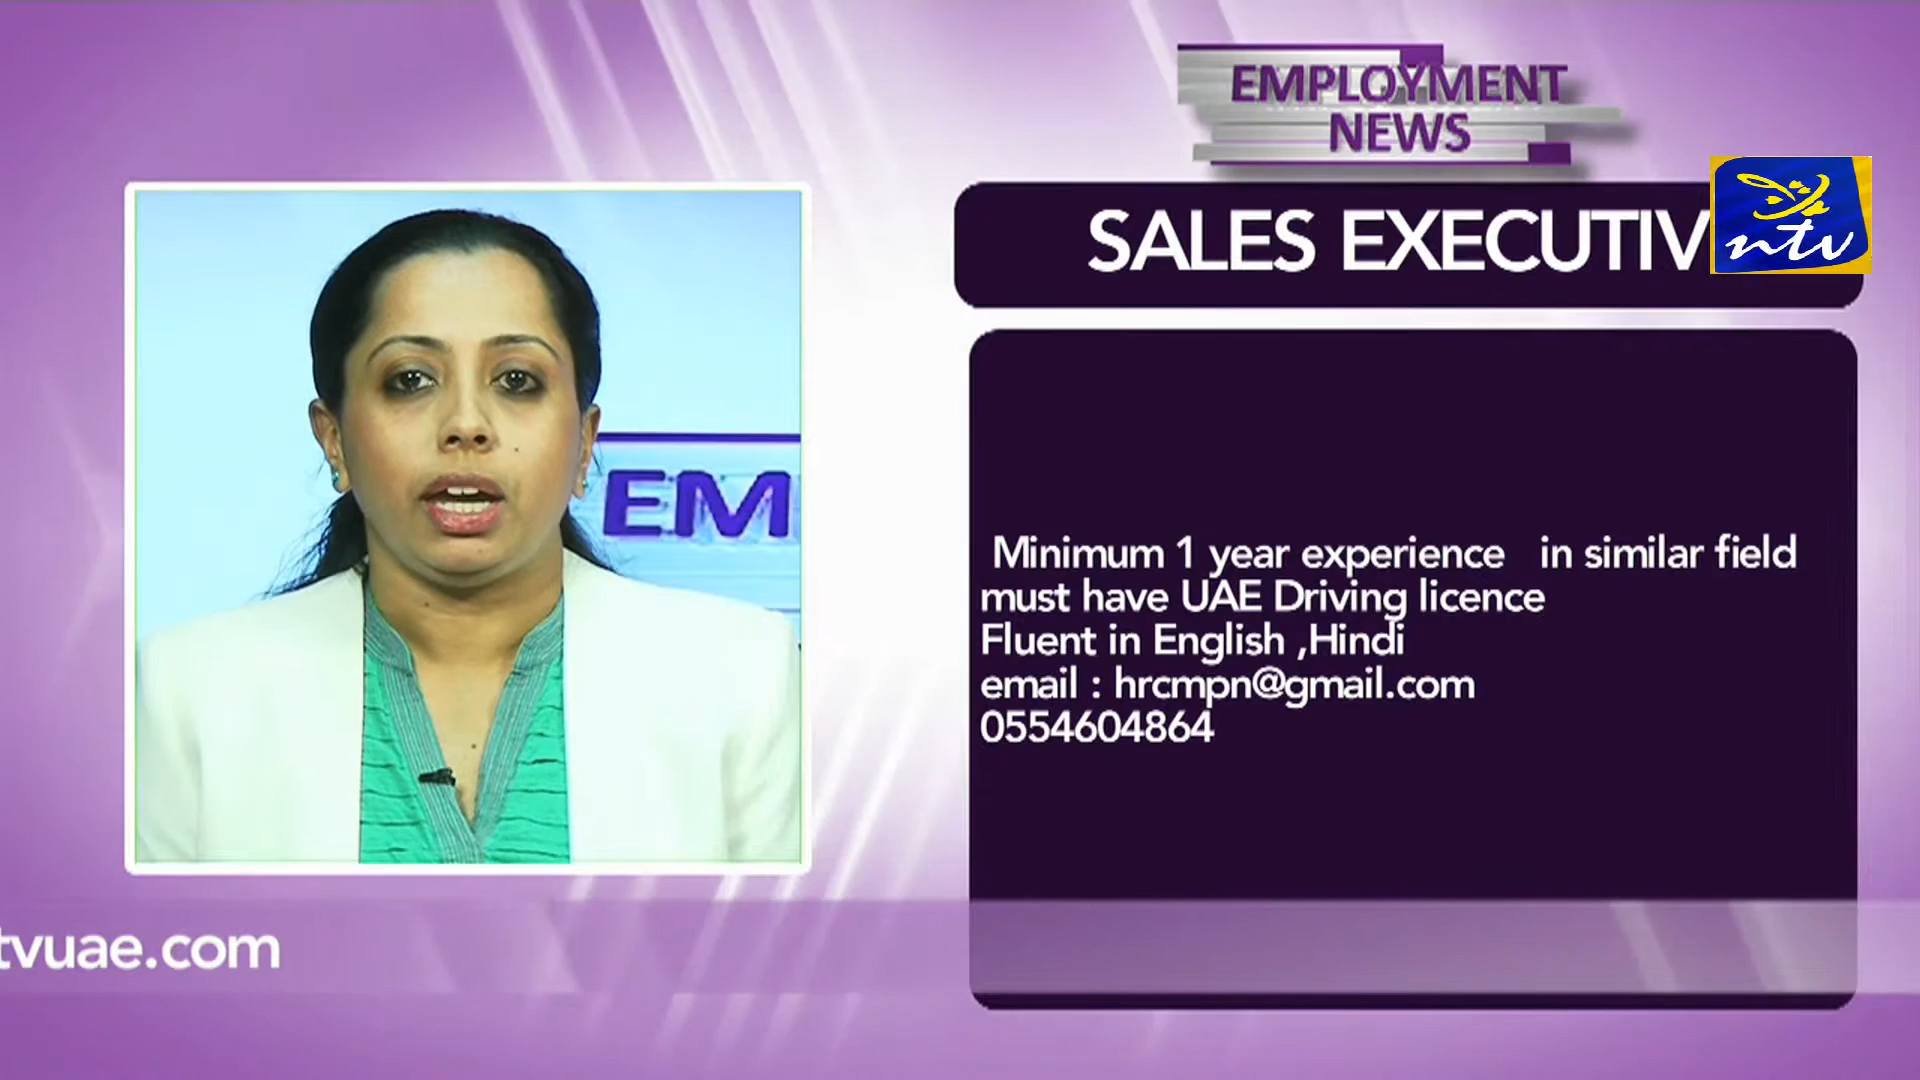 EMPLOYMENT
NEWS
ntv
SALES EXECUTIV
EM
Minimum 1 year experience   in similar field
must have UAE Driving licence
Fluent in English ,Hindi
email : hrcmpn@gmail.com
0554604864
tvuae.com